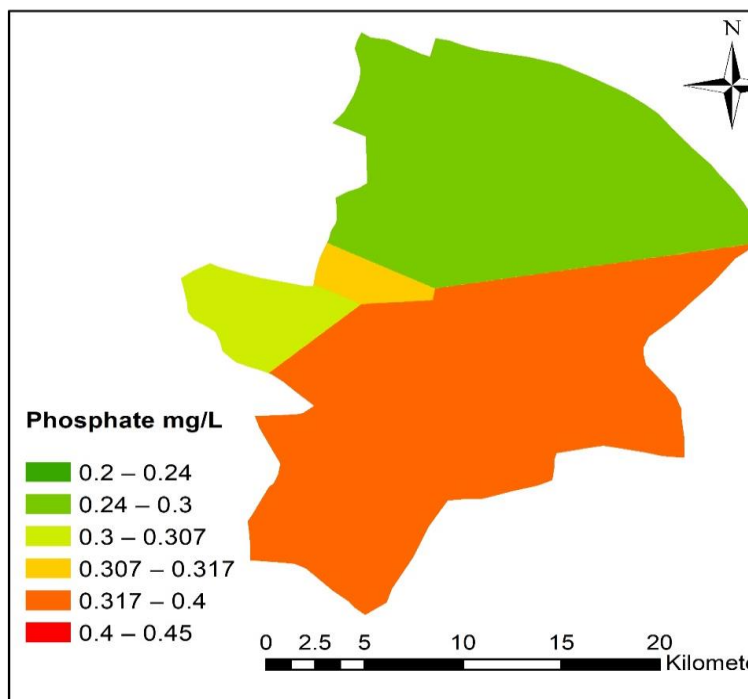 N
Phosphate mg/L
0.2 – 0.24
0.24 – 0.3
0.3 – 0.307
0.307 – 0.317
0.317 – 0.4
0.4 – 0.45
0 2.5 5 10 15 20
Kilomete